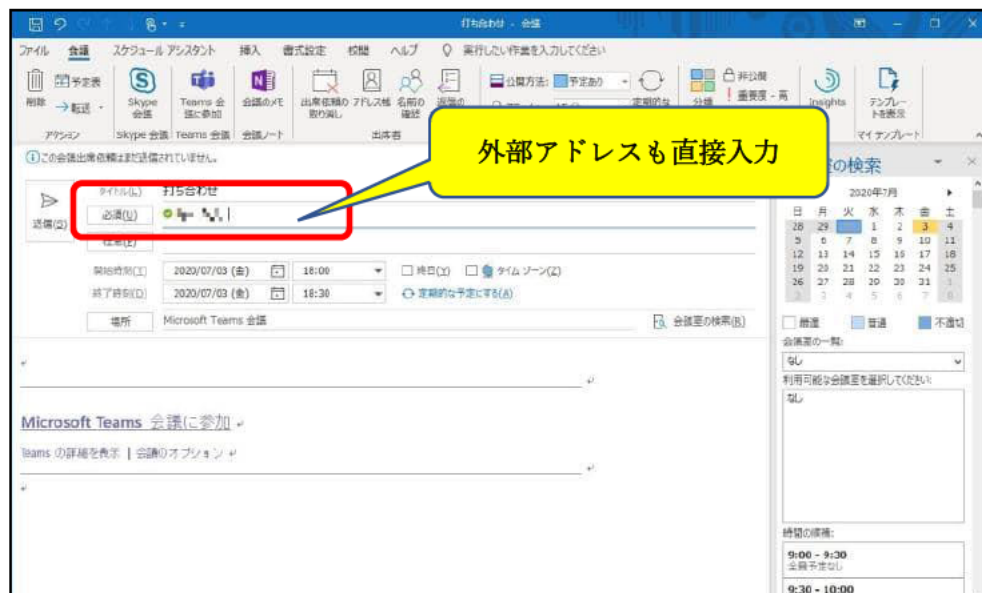 打ち合わせ - 会議
ファイル 会議 スケジュール アシスタント 挿入 書式設定 校閲 ヘルプ 実行したい作業を入力してください
削除 予定表 →転送
Skype 会議
Teams 会議に参加
会議のメモ
出席依頼の取り消し
アドレス帳
名前の確認
返信の
公開方法: 予定あり
定期的な
分類
非公開
重要度 - 高
Insights
テンプレートを表示
アクション Skype 会議 Teams 会議 会議ノート 出席者 マイ テンプレート
この会議出席依頼はまだ送信されていません。
外部アドレスも直接入力
の検索
送信(S)
タイトル(L) 打ち合わせ
必須(U)
開始時刻(T) 2020/07/03 (金) 18:00 終日(Y) タイム ゾーン(Z)
終了時刻(D) 2020/07/03 (金) 18:30 定期的な予定にする(A)
場所 Microsoft Teams 会議 会議室の検索(R)
Microsoft Teams 会議に参加
Teams の詳細を表示 | 会議のオプション
2020年7月
日 月 火 水 木 金 土
28 29 1 2 3 4
5 6 7 8 9 10 11
12 13 14 15 16 17 18
19 20 21 22 23 24 25
26 27 28 29 30 31 1
2 3 4 5 6 7 8
最適 普通 不適切
会議室の一覧:
なし
利用可能な会議室を選択してください:
なし
時間の候補:
9:00 - 9:30
全員予定なし
9:30 - 10:00